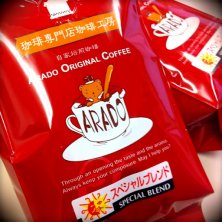 珈琲専門店珈琲工房
自家焙煎珈琲
ARADO ORIGINAL COFFEE
ARADO
Through an opening the taste and the aroma.
Always keep your composure. May I help you?
スペシャルブレンド
SPECIAL BLEND